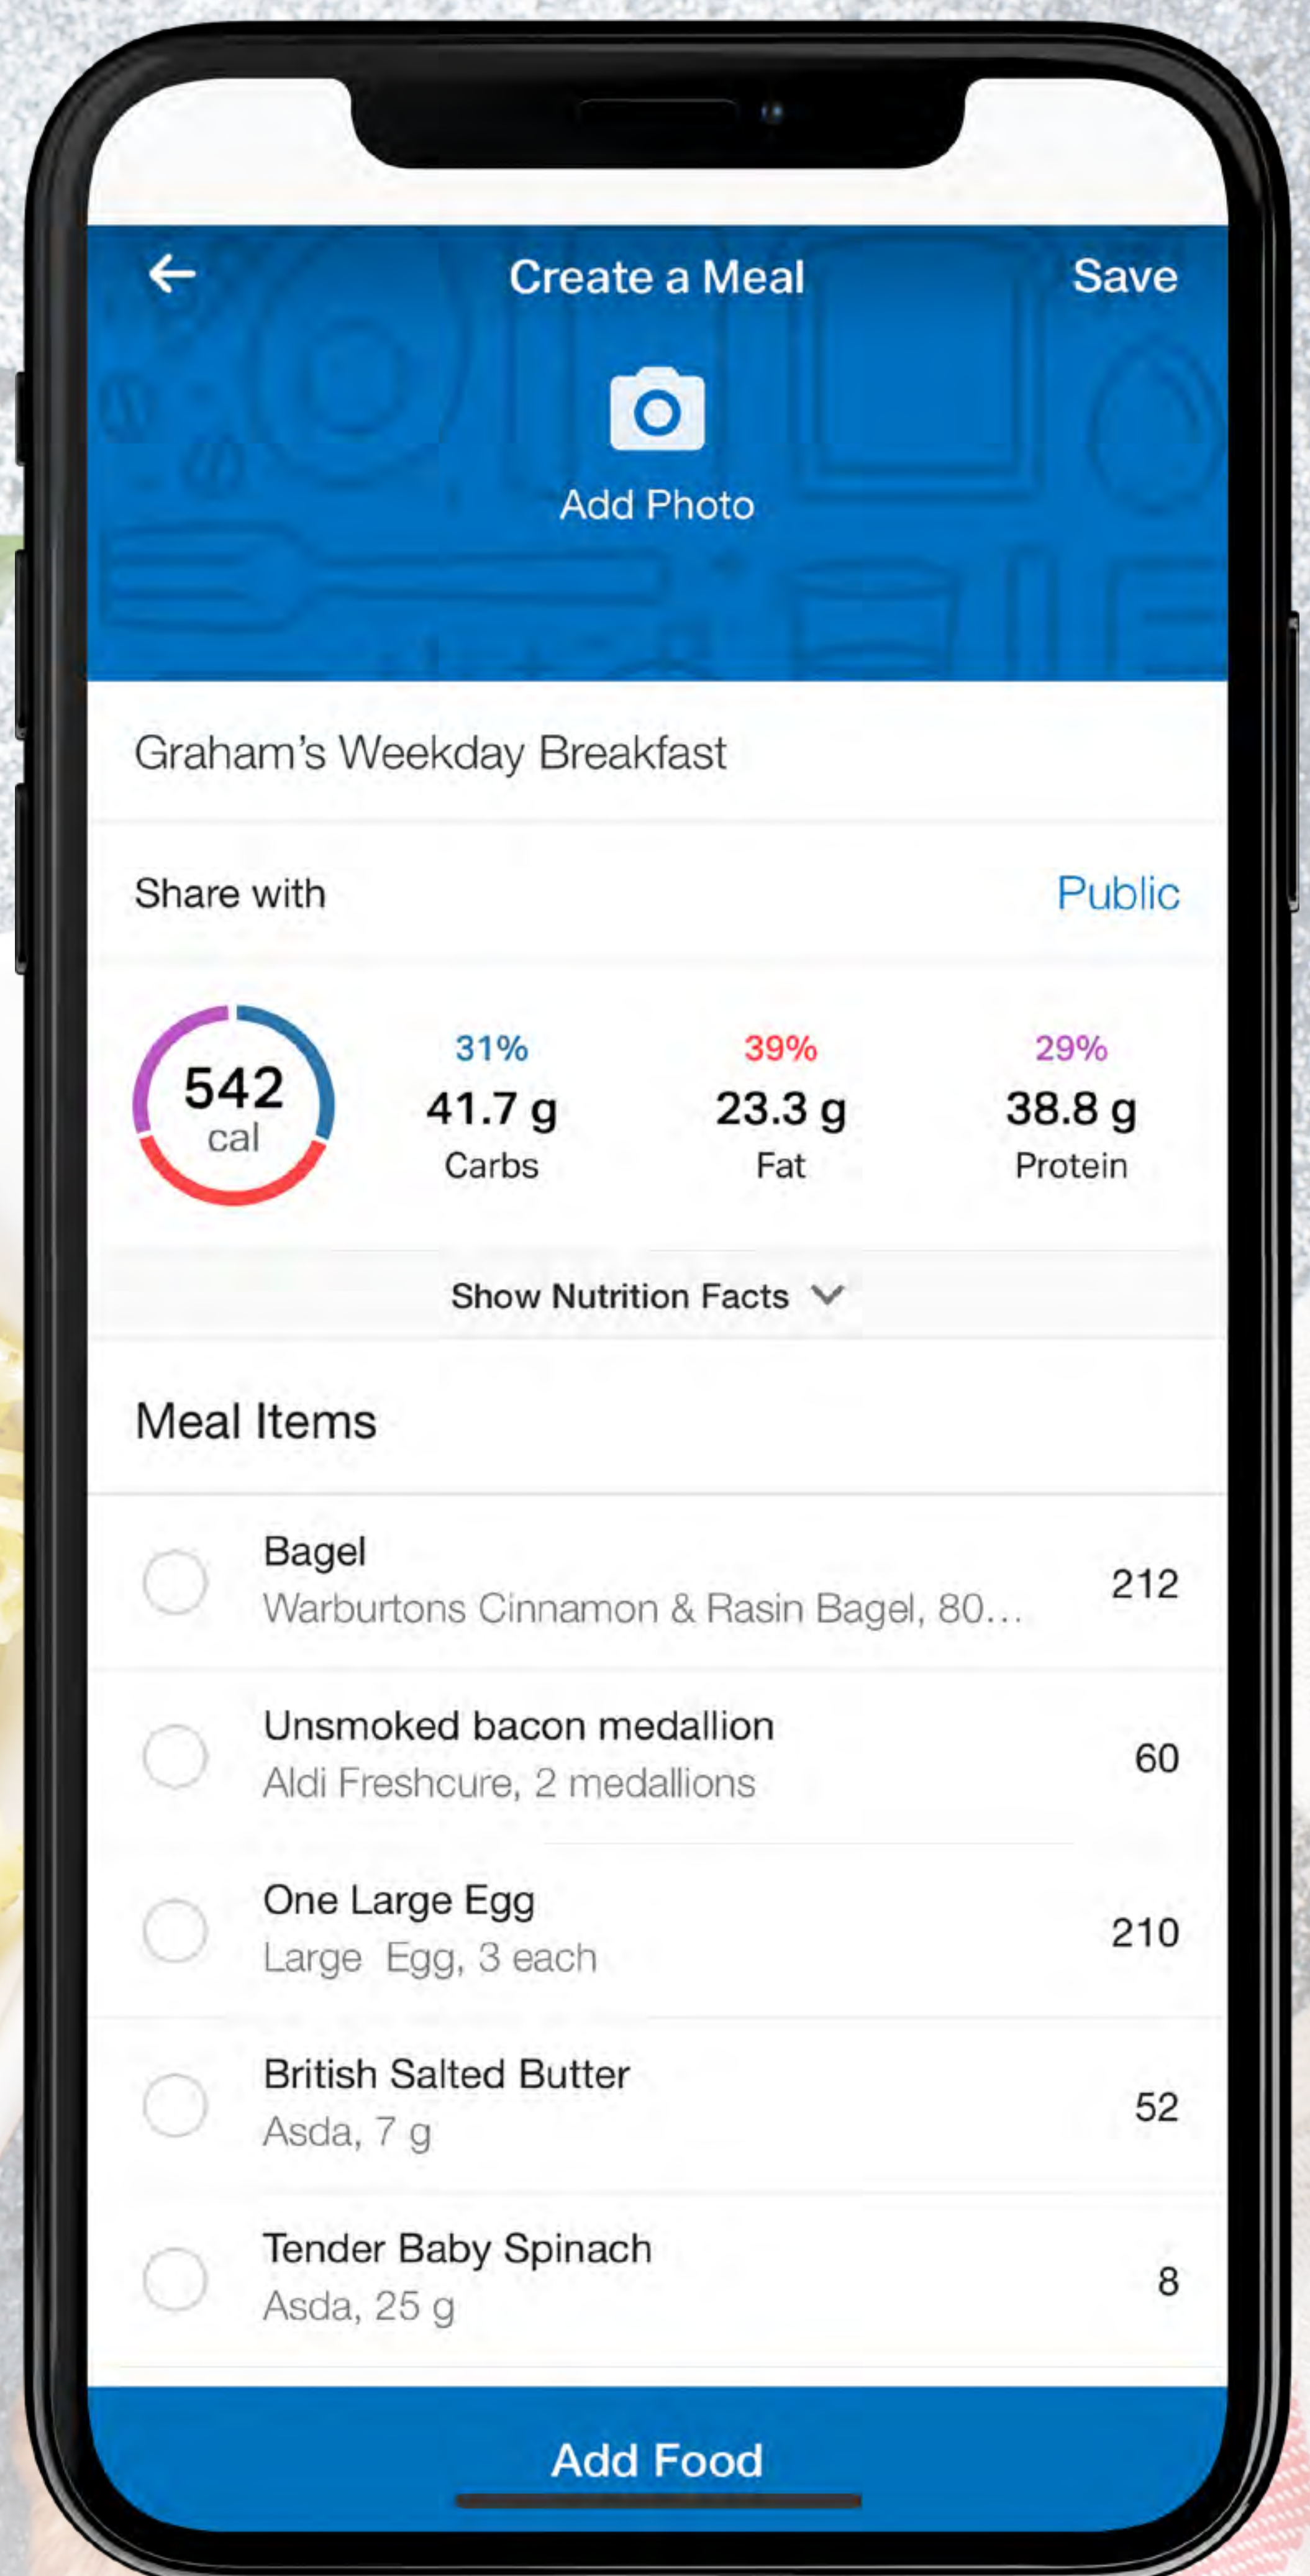 Create a Meal
Save
Add Photo
Graham's Weekday Breakfast
Share with
Public
542
cal
31%
41.7 g
Carbs
39%
23.3 g
Fat
29%
38.8 g
Protein
Show Nutrition Facts
Meal Items
Bagel
Warburtons Cinnamon & Rasin Bagel, 80...
212
Unsmoked bacon medallion
Aldi Freshcure, 2 medallions
60
One Large Egg
Large Egg, 3 each
210
British Salted Butter
Asda, 7 g
52
Tender Baby Spinach
Asda, 25 g
8
Add Food